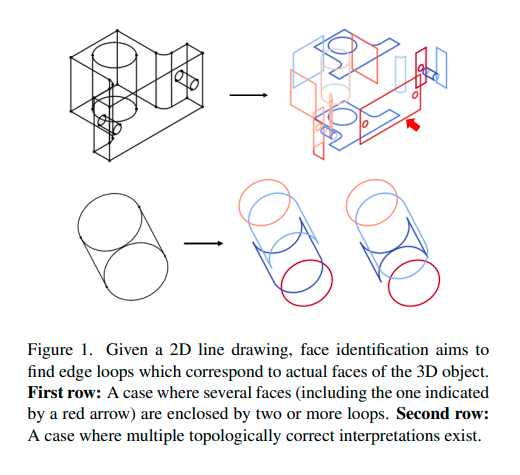 Figure 1. Given a 2D line drawing, face identification aims to
find edge loops which correspond to actual faces of the 3D object.
First row: A case where several faces (including the one indicated
by a red arrow) are enclosed by two or more loops. Second row:
A case where multiple topologically correct interpretations exist.